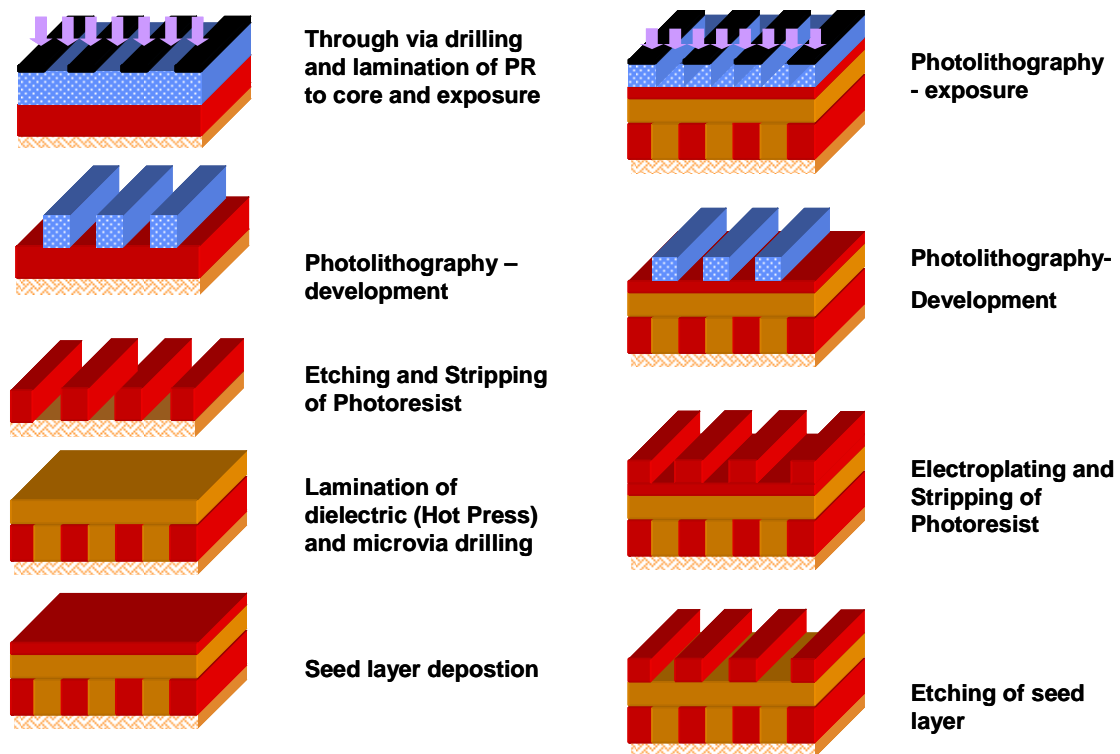 Through via drilling
and lamination of PR
to core and exposure
Photolithography –
development
Etching and Stripping
of Photoresist
Lamination of
dielectric (Hot Press)
and microvia drilling
Seed layer depostion
Photolithography
- exposure
Photolithography-
Development
Electroplating and
Stripping of
Photoresist
Etching of seed
layer